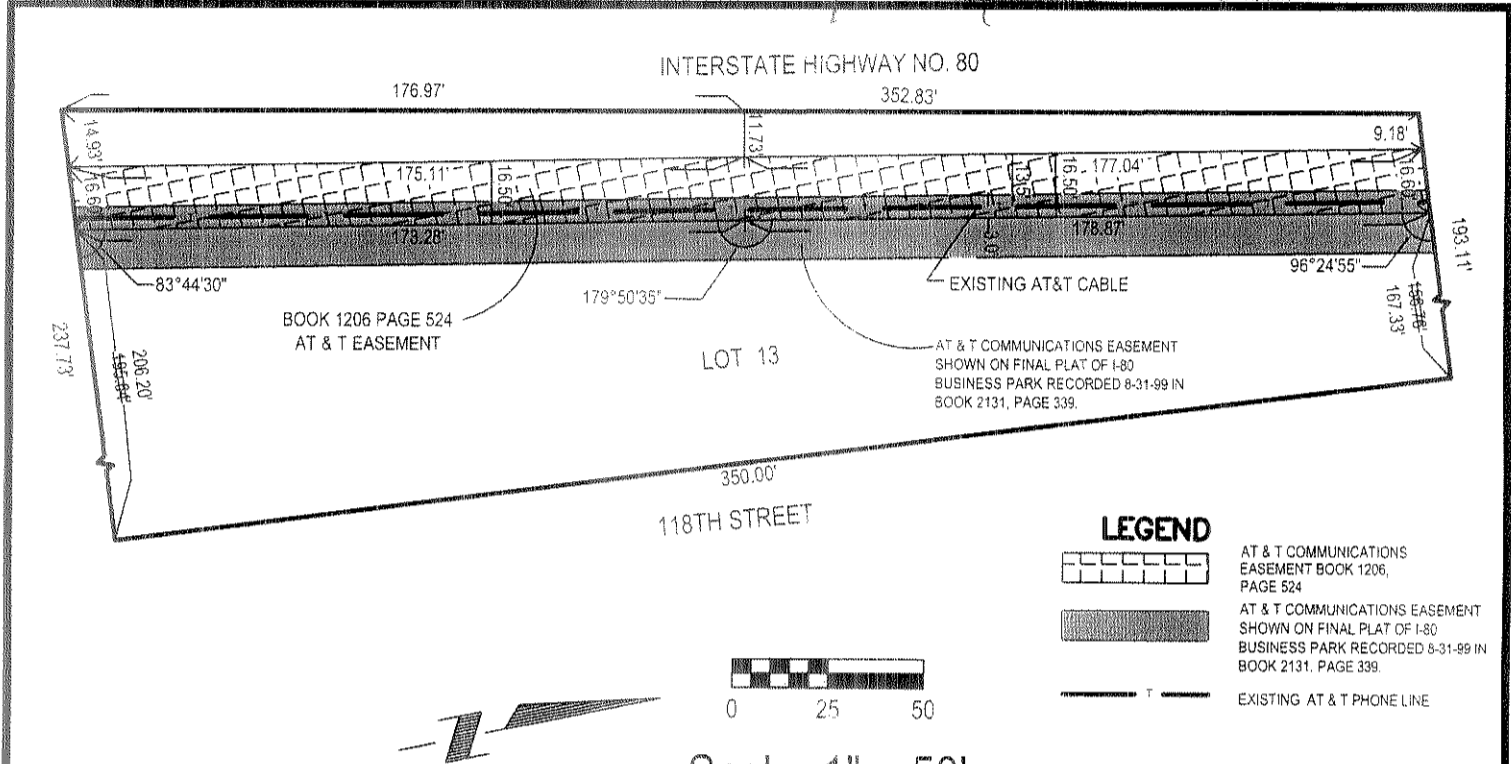 INTERSTATE HIGHWAY NO. 80
176.97'
352.83'
14.93'
11.73'
9.18'
175.11'
16.50'
13.5'
16.50'
177.04'
16.60'
16.60'
178.87'
3.0'
83°44'30"
179°50'35"
96°24'55"
EXISTING AT&T CABLE
BOOK 1206 PAGE 524
AT & T EASEMENT
237.73'
206.20'
193.11'
167.33'
LOT 13
AT & T COMMUNICATIONS EASEMENT
SHOWN ON FINAL PLAT OF I-80
BUSINESS PARK RECORDED 8-31-99 IN
BOOK 2131, PAGE 339.
350.00'
118TH STREET
LEGEND
AT & T COMMUNICATIONS
EASEMENT BOOK 1206,
PAGE 524
AT & T COMMUNICATIONS EASEMENT
SHOWN ON FINAL PLAT OF I-80
BUSINESS PARK RECORDED 8-31-99 IN
BOOK 2131, PAGE 339.
T
EXISTING AT & T PHONE LINE
0 25 50